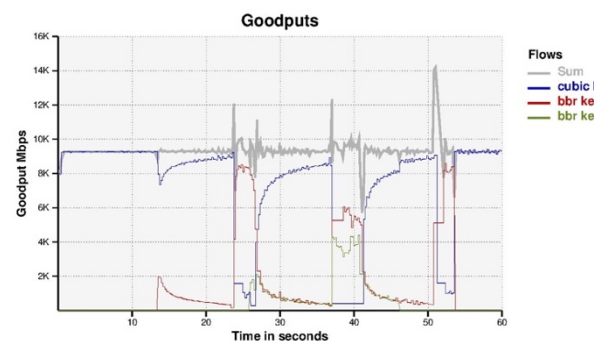 Goodputs
16K
14K
12K
10K
8K
6K
4K
2K
Goodput Mbps
10
20
30
40
50
60
Time in seconds
Flows
Sum
cubic
bbr ke
bbr ke